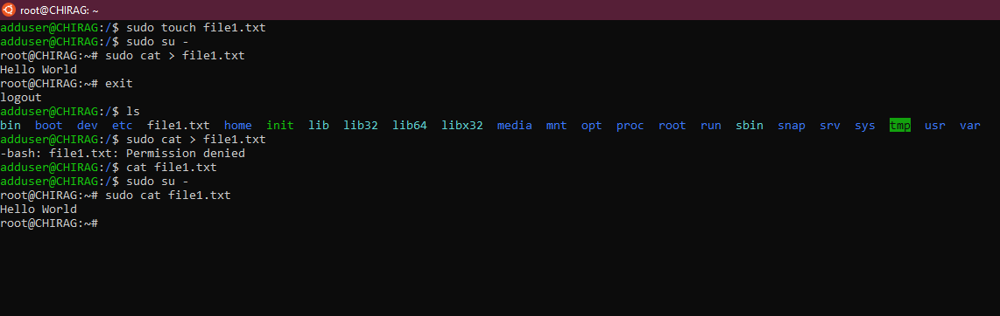 root@CHIRAG: ~
adduser@CHIRAG:/$ sudo touch file1.txt
adduser@CHIRAG:/$ sudo su -
root@CHIRAG:~# sudo cat > file1.txt
Hello World
root@CHIRAG:~# exit
logout
adduser@CHIRAG:/$ ls
bin  boot  dev  etc  file1.txt  home  init  lib  lib32  lib64  libx32  media  mnt  opt  proc  root  run  sbin  snap  srv  sys  tmp  usr  var
adduser@CHIRAG:/$ sudo cat > file1.txt
-bash: file1.txt: Permission denied
adduser@CHIRAG:/$ cat file1.txt
adduser@CHIRAG:/$ sudo su -
root@CHIRAG:~# sudo cat file1.txt
Hello World
root@CHIRAG:~#